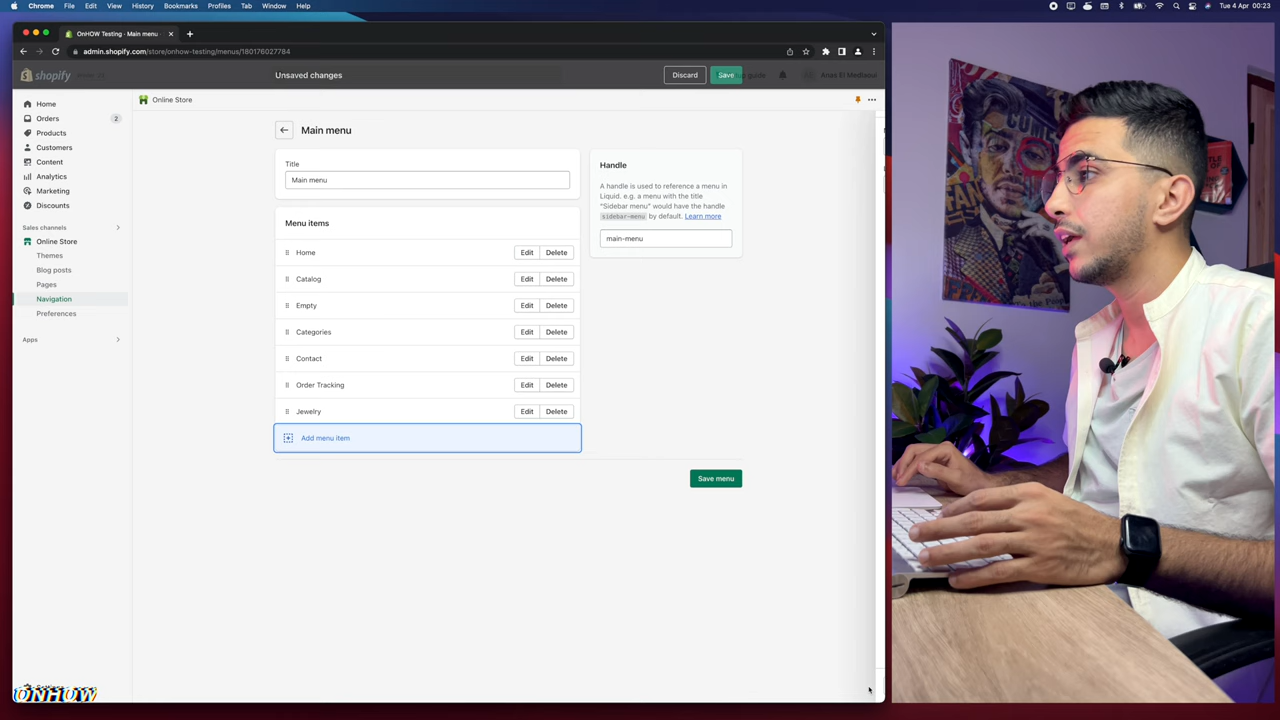 Chrome File Edit View History Bookmarks Profiles Tab Window Help
Tue 4 Apr 00:23
OnHOW Testing · Main menu ·
admin.shopify.com/store/onhow-testing/menus/180176027784
shopify
Unsaved changes
Discard
Save
guide
Anas El Mediaoui
Home
Orders 2
Products
Customers
Content
Analytics
Marketing
Discounts
Sales channels
Online Store
Themes
Blog posts
Pages
Navigation
Preferences
Apps
Online Store
Main menu
Title
Main menu
Menu items
Home Edit Delete
Catalog Edit Delete
Empty Edit Delete
Categories Edit Delete
Contact Edit Delete
Order Tracking Edit Delete
Jewelry Edit Delete
Add menu item
Handle
A handle is used to reference a menu in
Liquid. e.g. a menu with the title
“Sidebar menu” would have the handle
sidebar-menu by default. Learn more
main-menu
Save menu
ONHOW